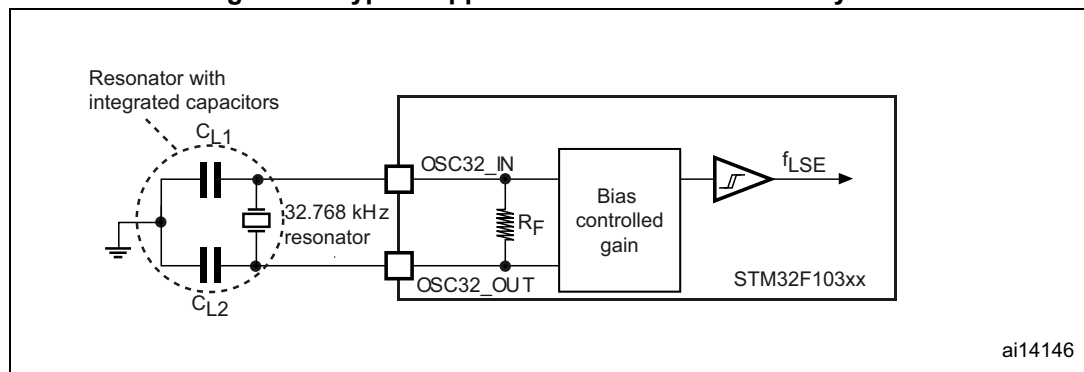 Resonator with
integrated capacitors
CL1
OSC32_IN
fLSE
32.768 kHz
resonator
RF
Bias
controlled
gain
OSC32_OUT
STM32F103xx
CL2
ai14146